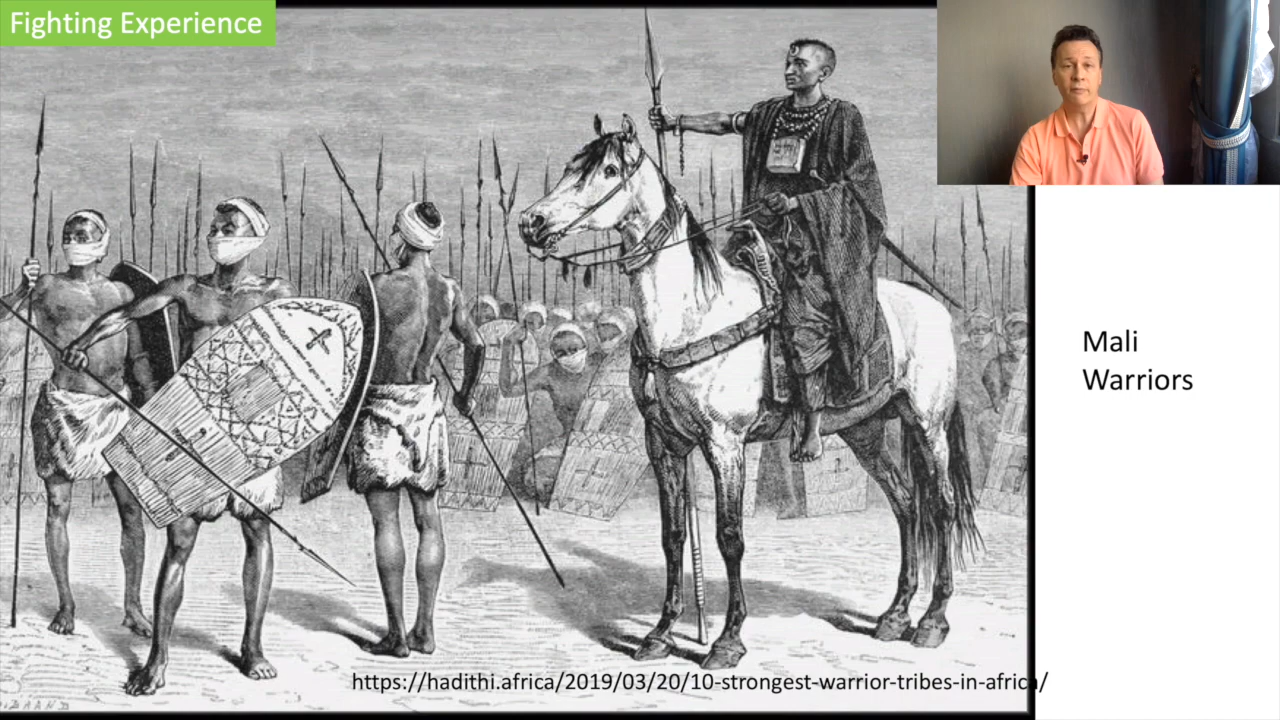 Fighting Experience
Mali
Warriors
https://hadithi.africa/2019/03/20/10-strongest-warrior-tribes-in-africa/